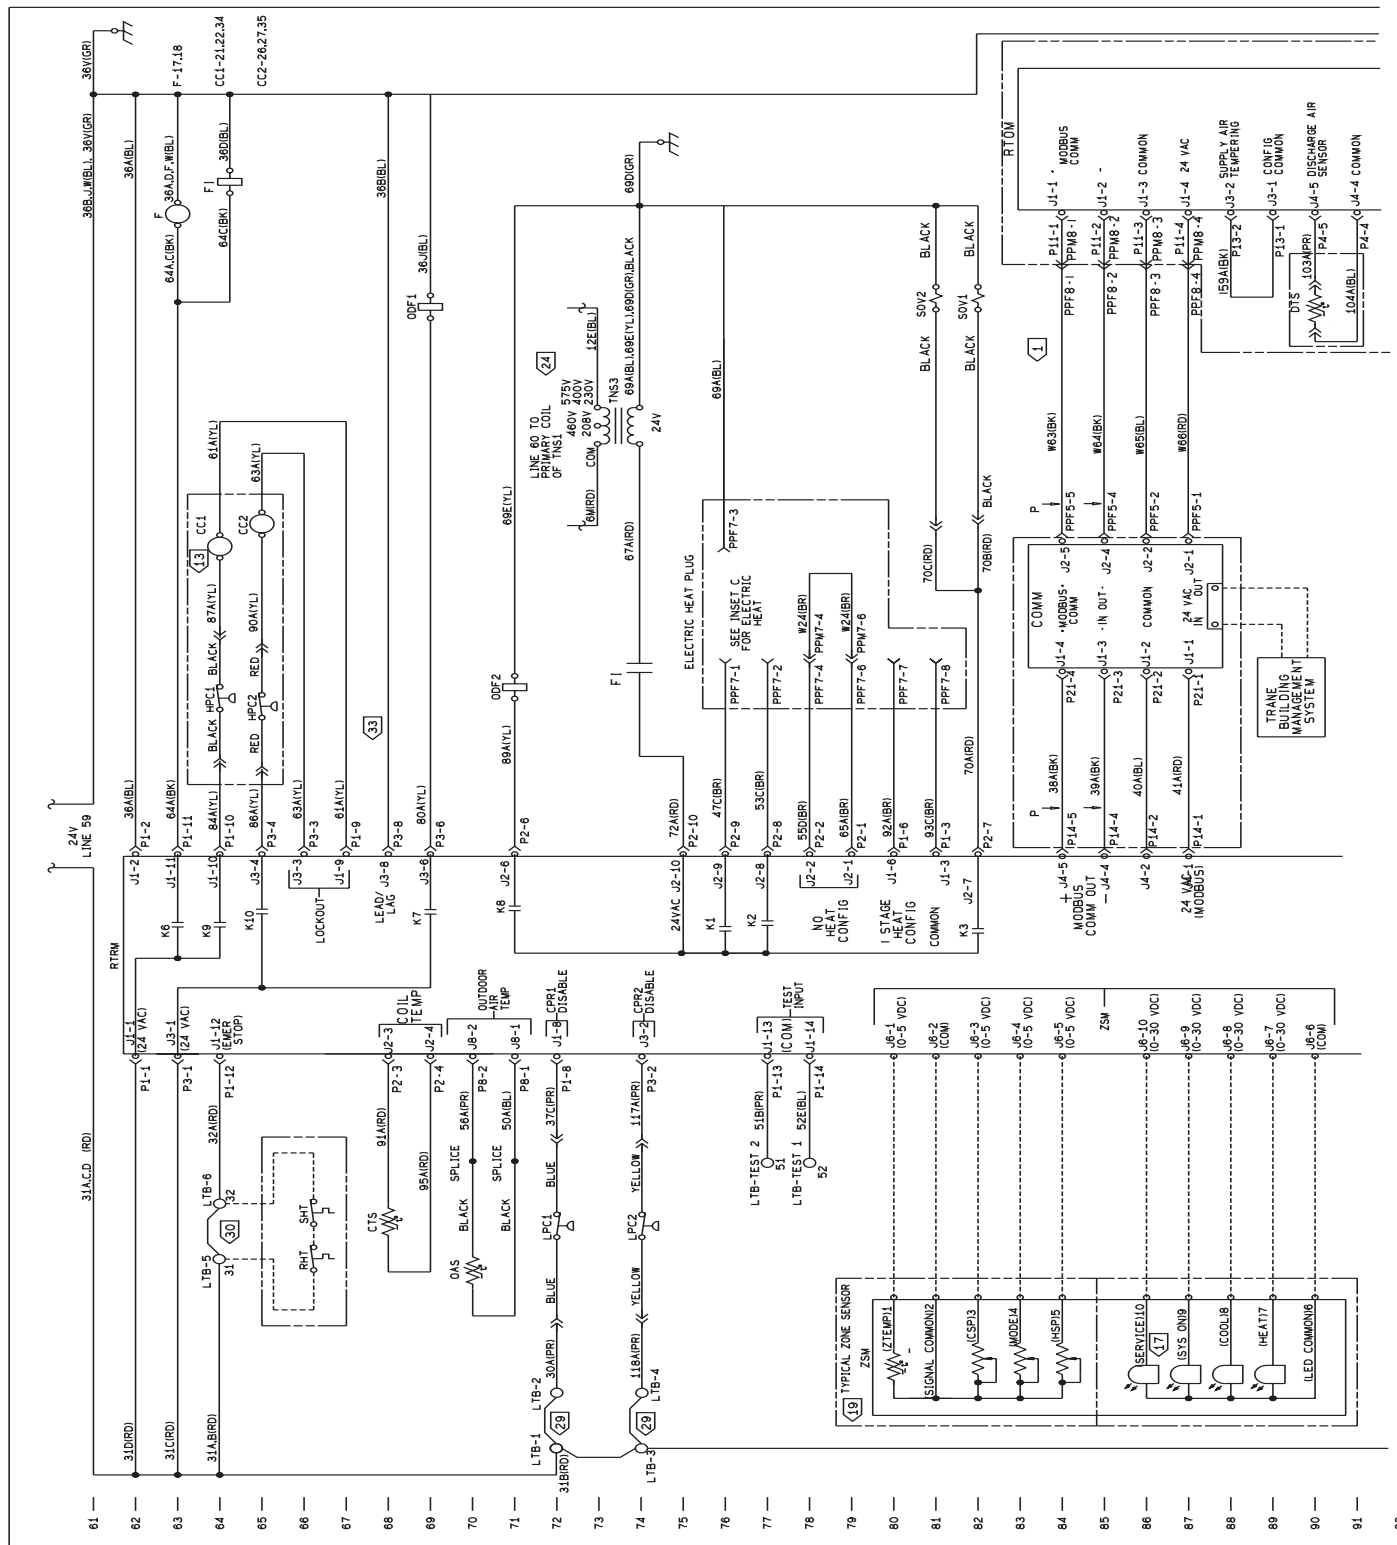 61
31A,C,D (RD)
24V
LINE 59
36B,J,W(BL), 36V(GR)
36V(GR)
62
31D(RD)
P1-1
J1-1
(24 VAC)
RTRM
J1-2
P1-2
36A(BL)
36A(BL)
63
31C(RD)
P3-1
J3-1
(24 VAC)
K6
J1-11
P1-11
64A(BK)
64A,C(BK)
F
36A,D,F,W(BL)
F-17,18
64C(BK)
F1
36D(BL)
CC1-21,22,34
64
31A,B(RD)
LTB-5
31
30
LTB-6
32
32A(RD)
P1-12
J1-12
(EMER
STOP)
K9
J1-10
P1-10
84A(YL)
BLACK
HPC1
BLACK
87A(YL)
13
CC1
61A(YL)
65
K10
J3-4
P3-4
86A(YL)
RED
HPC2
RED
90A(YL)
CC2
63A(YL)
CC2-26,27,35
66
RHT
SHT
LOCKOUT
J3-3
P3-3
63A(YL)
67
J1-9
P1-9
61A(YL)
33
68
CTS
91A(RD)
P2-3
J2-3
COIL
TEMP
LEAD/
LAG
J3-8
P3-8
36B(BL)
69
95A(RD)
P2-4
J2-4
K7
J3-6
P3-6
80A(YL)
ODF1
36J(BL)
70
OAS
BLACK
SPLICE
56A(PR)
P8-2
J8-2
OUTDOOR
AIR
TEMP
71
BLACK
SPLICE
50A(BL)
P8-1
J8-1
K8
J2-6
P2-6
89A(YL)
ODF2
69E(YL)
72
31B(RD)
LTB-1
29
LTB-2
30A(PR)
BLUE
LPC1
BLUE
37C(PR)
P1-8
J1-8
CPR1
DISABLE
73
LINE 60 TO
PRIMARY COIL
OF TNS1
24
6M(RD)
COM
460V 575V
208V 400V
230V
12E(BL)
TNS3
74
LTB-3
29
LTB-4
118A(PR)
YELLOW
LPC2
YELLOW
117A(PR)
P3-2
J3-2
CPR2
DISABLE
F1
67A(RD)
24V
69A(BL),69E(YL),69D(GR),BLACK
69D(GR)
75
24VAC J2-10
P2-10
72A(RD)
76
K1
J2-9
P2-9
47C(BR)
PPF7-1
ELECTRIC HEAT PLUG
SEE INSET C
FOR ELECTRIC
HEAT
PPF7-3
69A(BL)
77
LTB-TEST 2
51
51B(PR)
P1-13
J1-13
(COM)
TEST
INPUT
K2
J2-8
P2-8
53C(BR)
PPF7-2
78
LTB-TEST 1
52
52E(BL)
P1-14
J1-14
NO
HEAT
CONFIG
J2-2
P2-2
55D(BR)
PPF7-4
PPM7-4
W24(BR)
79
J2-1
P2-1
65A(BR)
PPF7-6
PPM7-6
W24(BR)
80
19
TYPICAL ZONE SENSOR
ZSM
(ZTEMP)1
J6-1
(0-5 VDC)
1 STAGE
HEAT
CONFIG
J1-6
P1-6
92A(BR)
PPF7-7
81
(SIGNAL COMMON)2
J6-2
(COM)
COMMON
J1-3
P1-3
93C(BR)
PPF7-8
70C(RD)
BLACK
SOV2
BLACK
82
(CSP)3
J6-3
(0-5 VDC)
K3
J2-7
P2-7
70A(RD)
70B(RD)
BLACK
BLACK
SOV1
BLACK
83
(MODE)4
J6-4
(0-5 VDC)
COMM
1
RTOM
84
(HSP)5
J6-5
(0-5 VDC)
J4-5
P14-5
P
38A(BK)
P21-4
J1-4
MODBUS
COMM
J2-5
PPF5-5
P
W63(BK)
PPF8-1
PPM8-1
P11-1
J1-1
MODBUS
COMM
85
ZSM
+
MODBUS
COMM OUT
-
J4-4
P14-4
39A(BK)
P21-3
J1-3
IN OUT
J2-4
PPF5-4
W64(BK)
PPF8-2
PPM8-2
P11-2
J1-2 -
86
(SERVICE)10
J6-10
(0-30 VDC)
J4-2
P14-2
40A(BL)
P21-2
J1-2
COMMON
J2-2
PPF5-2
W65(BL)
PPF8-3
PPM8-3
P11-3
J1-3 COMMON
87
17
(SYS ON)9
J6-9
(0-30 VDC)
24 VAC
(MODBUS)
P14-1
41A(RD)
P21-1
J1-1
24 VAC
IN OUT
J2-1
PPF5-1
W66(RD)
PPF8-4
PPM8-4
P11-4
J1-4 24 VAC
88
(COOL)8
J6-8
(0-30 VDC)
159A(BK)
P13-2
J3-2 SUPPLY AIR
TEMPERING
89
(HEAT)7
J6-7
(0-30 VDC)
TRANE
BUILDING
MANAGEMENT
SYSTEM
P13-1
J3-1 CONFIG
COMMON
90
(LED COMMON)6
J6-6
(COM)
DTS
103A(PR)
P4-5
J4-5 DISCHARGE AIR
SENSOR
91
104A(BL)
P4-4
J4-4 COMMON